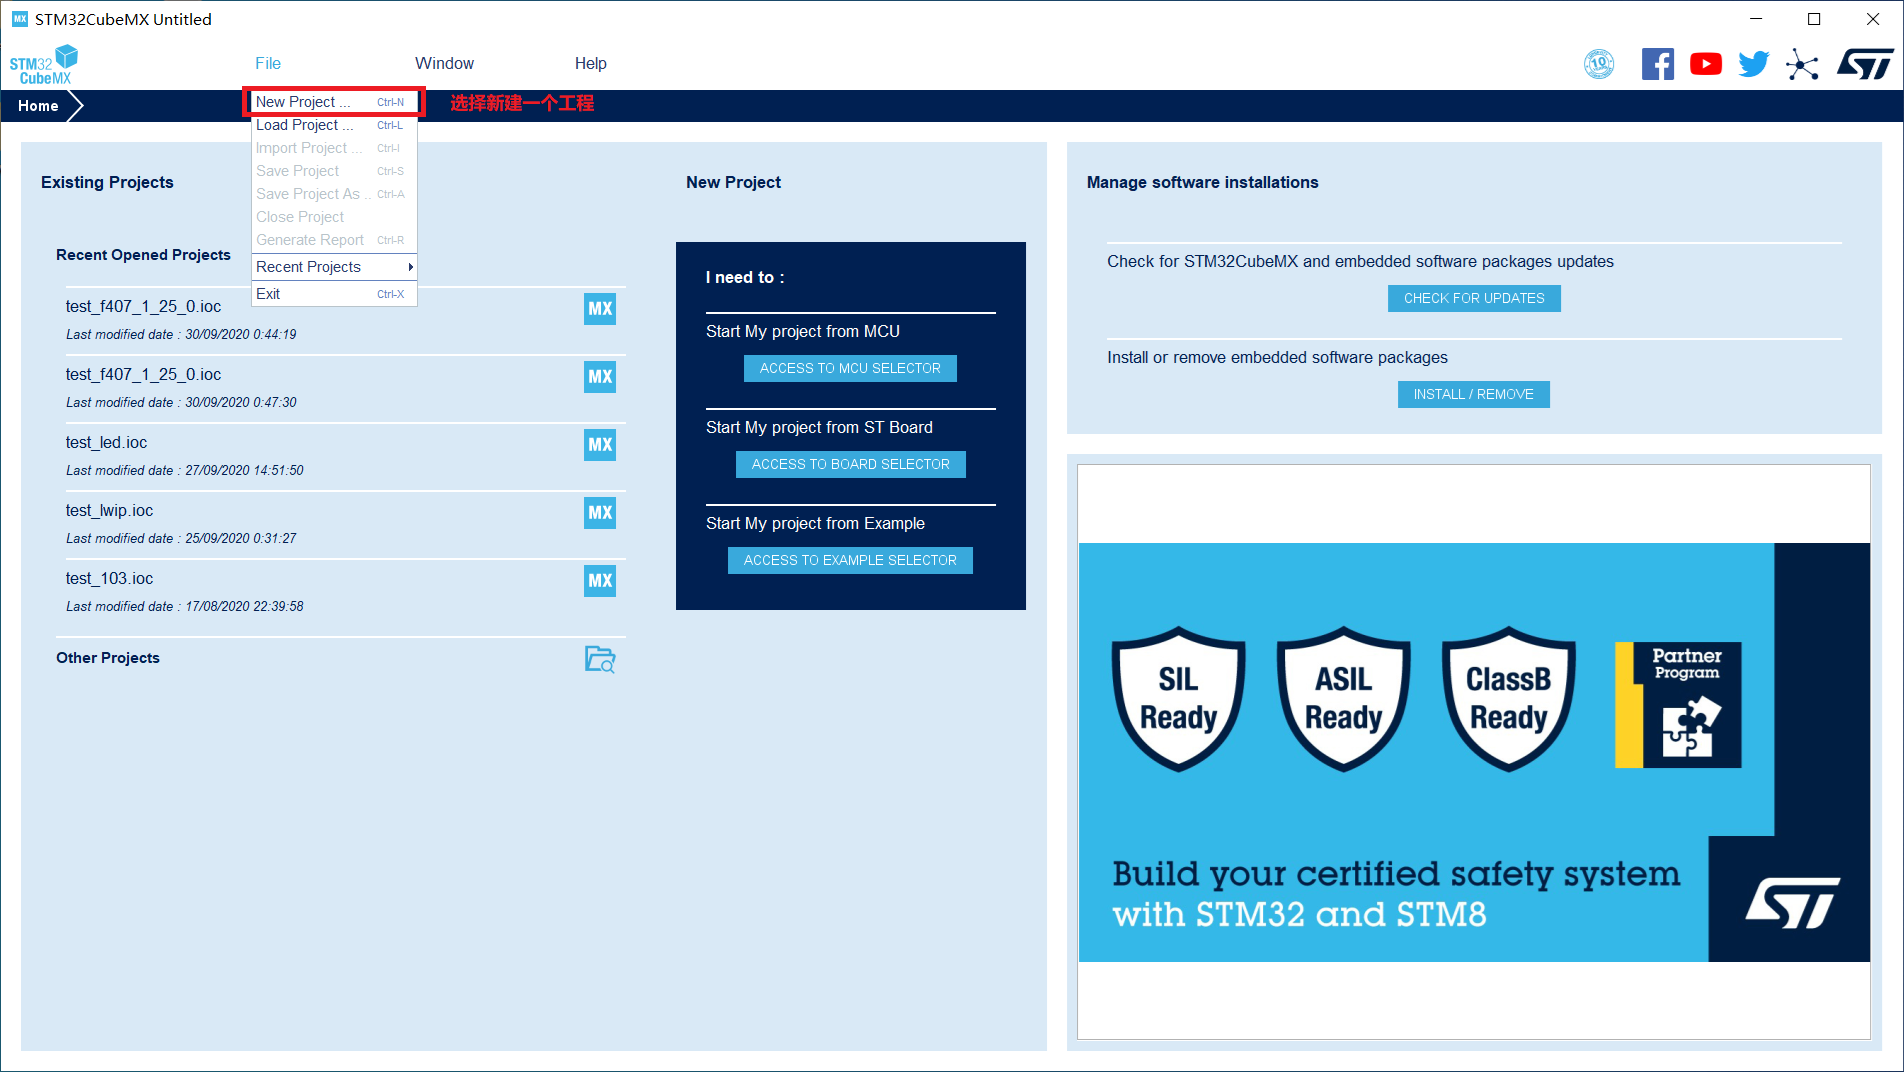 MX STM32CubeMX Untitled
STM32
CubeMX
File Window Help
10
Home
New Project ... Ctrl-N
选择新建一个工程
Load Project ... Ctrl-L
Import Project ... Ctrl-I
Save Project Ctrl-S
Save Project As .. Ctrl-A
Close Project
Generate Report Ctrl-R
Recent Projects
Exit Ctrl-X
Existing Projects
Recent Opened Projects
test_f407_1_25_0.ioc
MX
Last modified date : 30/09/2020 0:44:19
test_f407_1_25_0.ioc
MX
Last modified date : 30/09/2020 0:47:30
test_led.ioc
MX
Last modified date : 27/09/2020 14:51:50
test_lwip.ioc
MX
Last modified date : 25/09/2020 0:31:27
test_103.ioc
MX
Last modified date : 17/08/2020 22:39:58
Other Projects
New Project
I need to :
Start My project from MCU
ACCESS TO MCU SELECTOR
Start My project from ST Board
ACCESS TO BOARD SELECTOR
Start My project from Example
ACCESS TO EXAMPLE SELECTOR
Manage software installations
Check for STM32CubeMX and embedded software packages updates
CHECK FOR UPDATES
Install or remove embedded software packages
INSTALL / REMOVE
SIL
Ready
ASIL
Ready
ClassB
Ready
Partner
Program
Build your certified safety system
with STM32 and STM8
ST